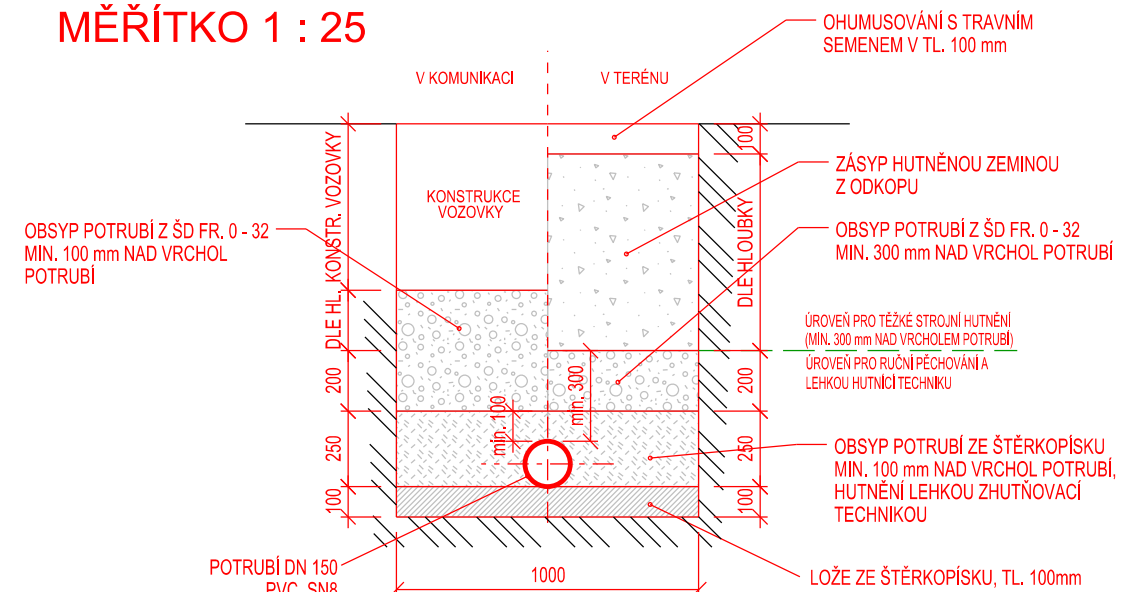 MĚŘÍTKO 1 : 25
OHUMUSOVÁNÍ S TRAVNÍM
SEMENEM V TL. 100 mm
V KOMUNIKACI
V TERÉNU
DLE HL. KONSTR. VOZOVKY
100
KONSTRUKCE
VOZOVKY
ZÁSYP HUTNĚNOU ZEMINOU
Z ODKOPU
OBSYP POTRUBÍ Z ŠD FR. 0 - 32
MIN. 100 mm NAD VRCHOL
POTRUBÍ
DLE HLOUBKY
OBSYP POTRUBÍ Z ŠD FR. 0 - 32
MIN. 300 mm NAD VRCHOL POTRUBÍ
ÚROVEŇ PRO TĚŽKÉ STROJNÍ HUTNĚNÍ
(MIN. 300 mm NAD VRCHOLEM POTRUBÍ)
ÚROVEŇ PRO RUČNÍ PĚCHOVÁNÍ A
LEHKOU HUTNÍCÍ TECHNIKU
200
min. 100
min. 300
200
250
250
OBSYP POTRUBÍ ZE ŠTĚRKOPÍSKU
MIN. 100 mm NAD VRCHOL POTRUBÍ,
HUTNĚNÍ LEHKOU ZHUTŇOVACÍ
TECHNIKOU
100
100
POTRUBÍ DN 150
PVC, SN8
1000
LOŽE ZE ŠTĚRKOPÍSKU, TL. 100mm